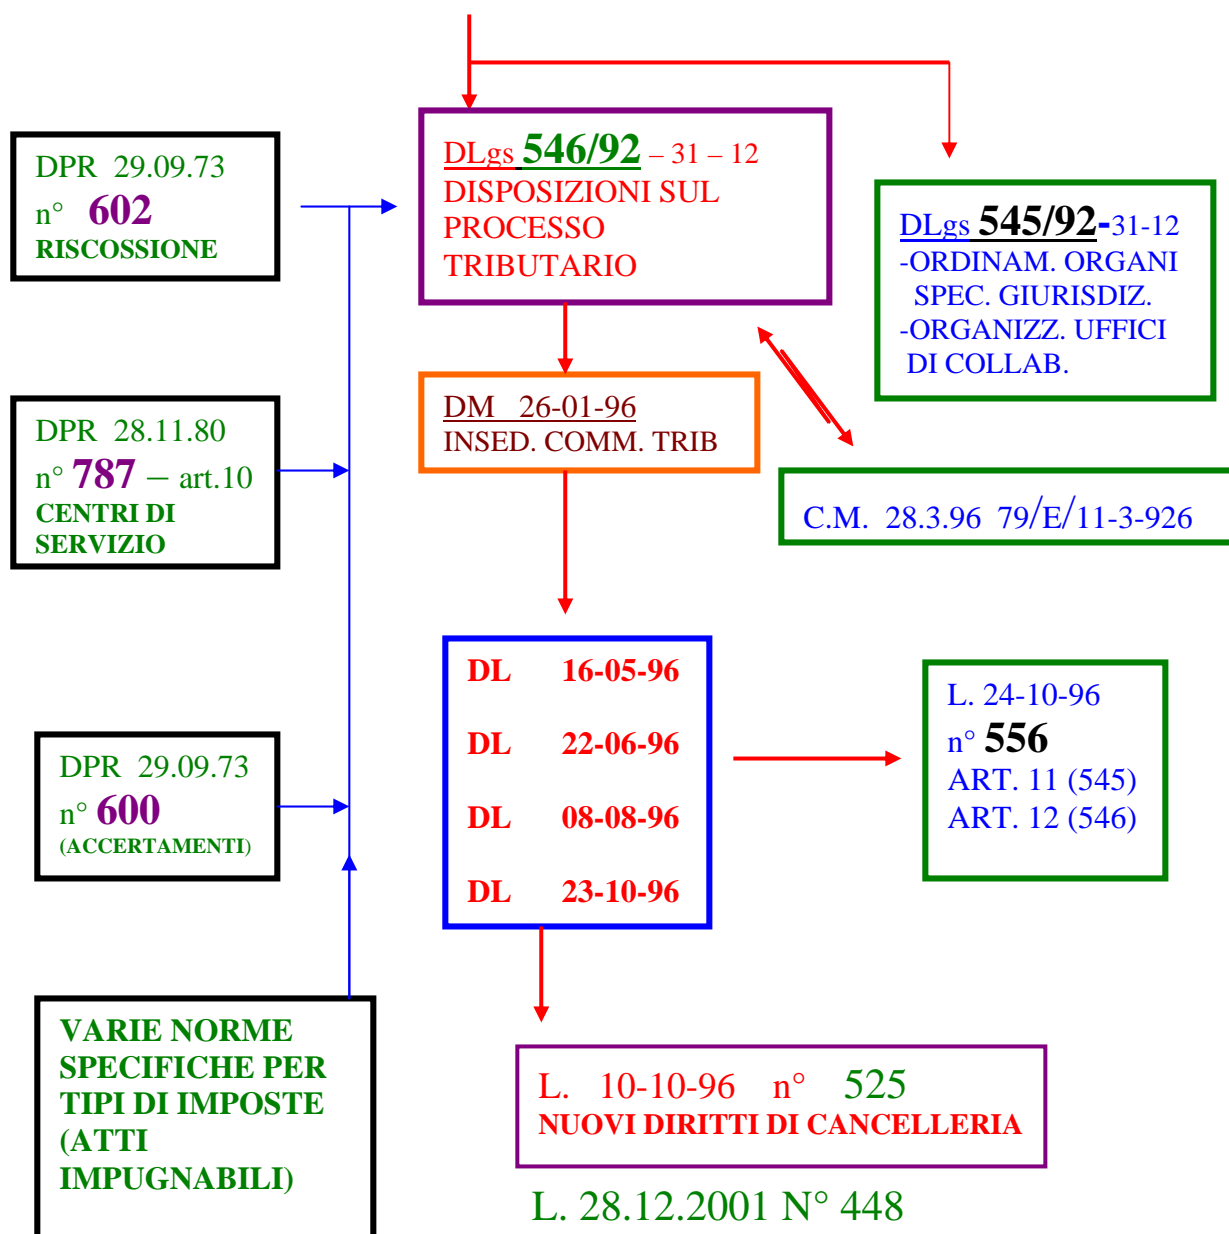 DPR 29.09.73
n° 602
RISCOSSIONE
DLgs 546/92 – 31 – 12
DISPOSIZIONI SUL
PROCESSO
TRIBUTARIO
DLgs 545/92-31-12
-ORDINAM. ORGANI
SPEC. GIURISDIZ.
-ORGANIZZ. UFFICI
DI COLLAB.
DPR 28.11.80
n° 787 – art.10
CENTRI DI
SERVIZIO
DM 26-01-96
INSED. COMM. TRIB
C.M. 28.3.96 79/E/11-3-926
DPR 29.09.73
n° 600
(ACCERTAMENTI)
DL 16-05-96
DL 22-06-96
DL 08-08-96
DL 23-10-96
L. 24-10-96
n° 556
ART. 11 (545)
ART. 12 (546)
VARIE NORME
SPECIFICHE PER
TIPI DI IMPOSTE
(ATTI
IMPUGNABILI)
L. 10-10-96 n° 525
NUOVI DIRITTI DI CANCELLERIA
L. 28.12.2001 N° 448